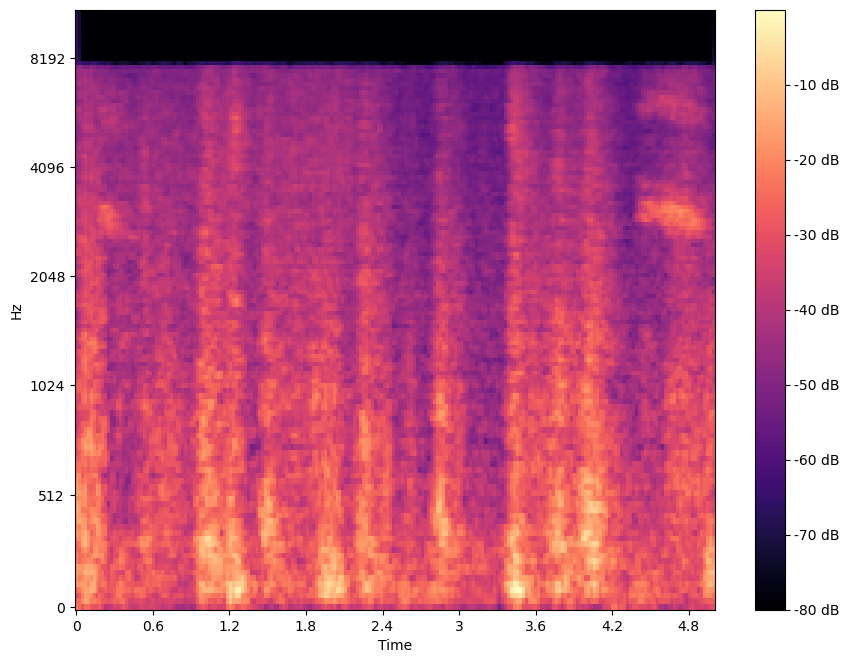 8192
4096
2048
1024
512
0
Hz
0 0.6 1.2 1.8 2.4 3 3.6 4.2 4.8
Time
-10 dB
-20 dB
-30 dB
-40 dB
-50 dB
-60 dB
-70 dB
-80 dB